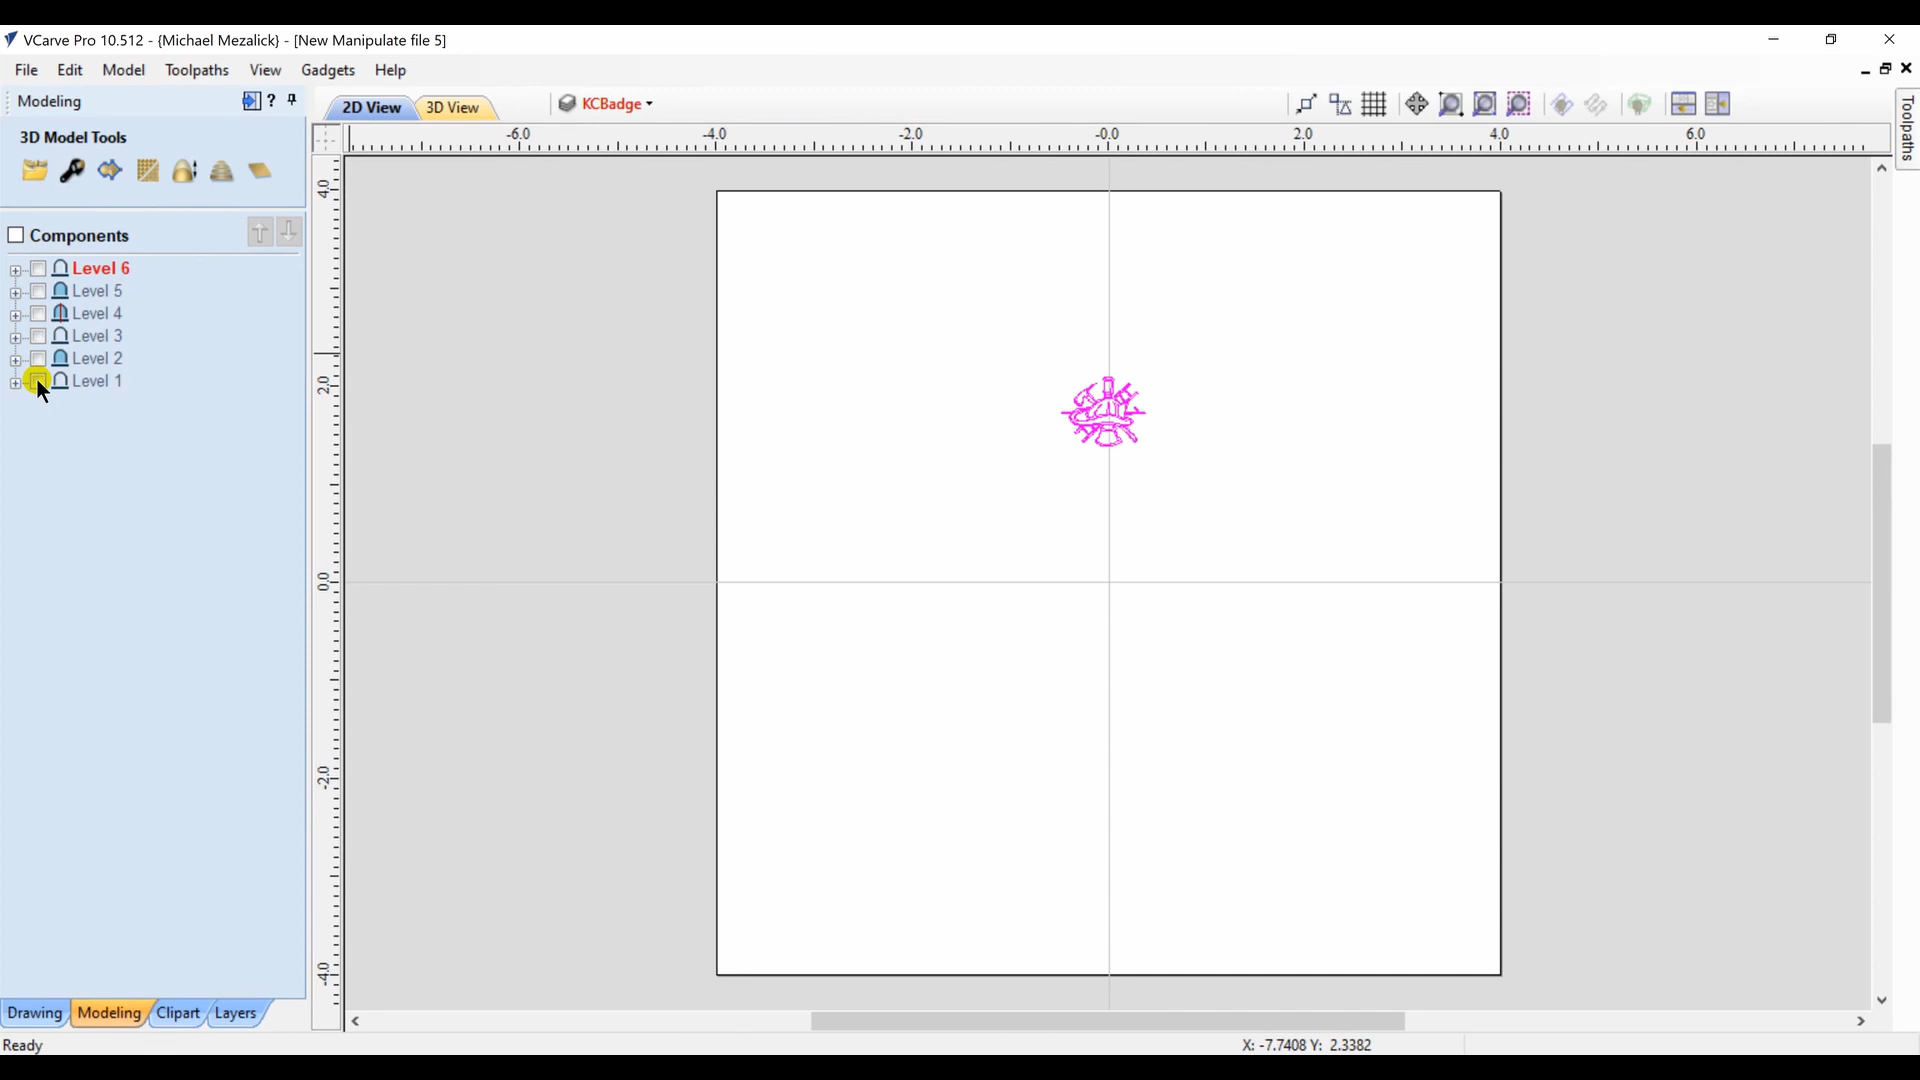 VCarve Pro 10.512 - {Michael Mezalick} - [New Manipulate file 5]
File Edit Model Toolpaths View Gadgets Help
Modeling ?
2D View 3D View KCBadge
Toolpaths
3D Model Tools
-6.0 -4.0 -2.0 -0.0 2.0 4.0 6.0
Components
Level 6
Level 5
Level 4
Level 3
Level 2
Level 1
4.0
2.0
0.0
-2.0
-4.0
Drawing Modeling Clipart Layers
Ready
X: -7.7408 Y: 2.3382